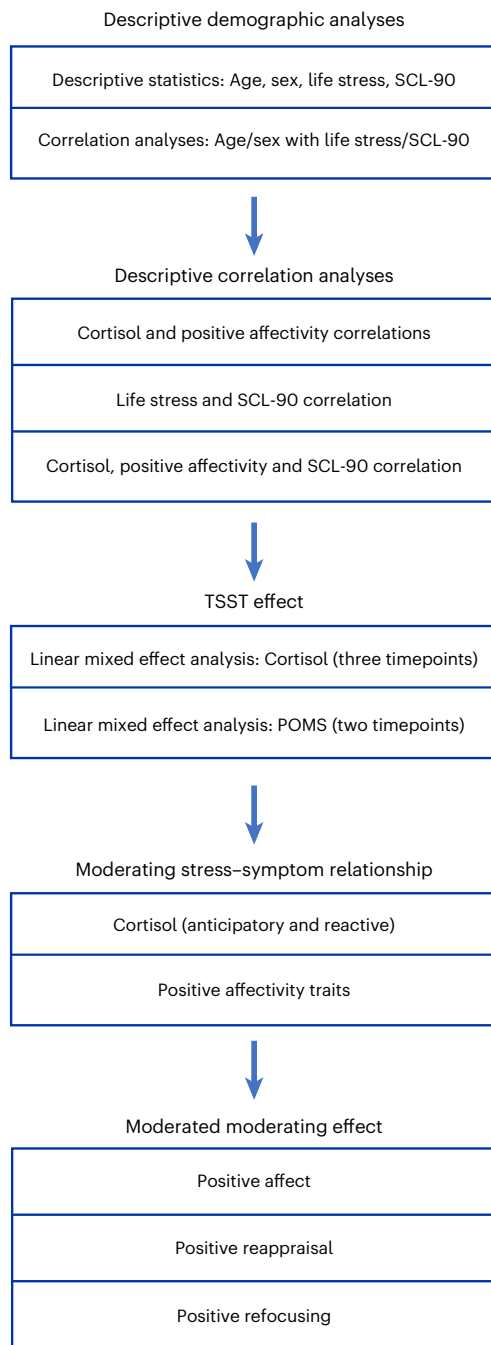 Descriptive demographic analyses
Descriptive statistics: Age, sex, life stress, SCL-90
Correlation analyses: Age/sex with life stress/SCL-90
Descriptive correlation analyses
Cortisol and positive affectivity correlations
Life stress and SCL-90 correlation
Cortisol, positive affectivity and SCL-90 correlation
TSST effect
Linear mixed effect analysis: Cortisol (three timepoints)
Linear mixed effect analysis: POMS (two timepoints)
Moderating stress–symptom relationship
Cortisol (anticipatory and reactive)
Positive affectivity traits
Moderated moderating effect
Positive affect
Positive reappraisal
Positive refocusing